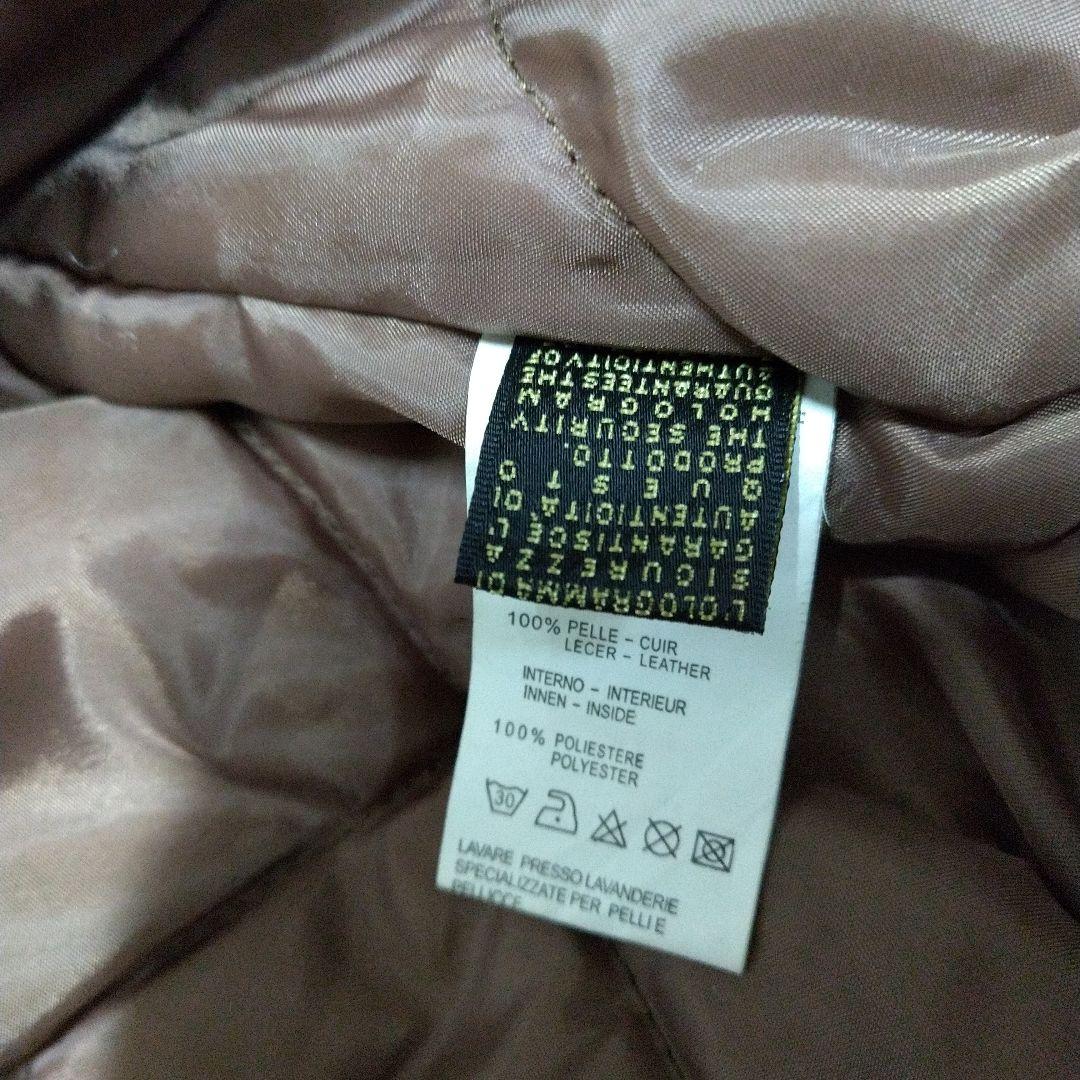 L'OLOGRAMMA DI
SICUREZZA
GARANTISCE L'
AUTENTICITÀ DI
QUESTO
PRODOTTO
THE SECURITY
HOLOGRAM
GUARANTEES THE
AUTHENTICITY OF
100% PELLE - CUIR
LECER - LEATHER
INTERNO - INTERIEUR
INNEN - INSIDE
100% POLIESTERE
POLYESTER
30
LAVARE PRESSO LAVANDERIE
SPECIALIZZATE PER PELLI E
PELLICCE